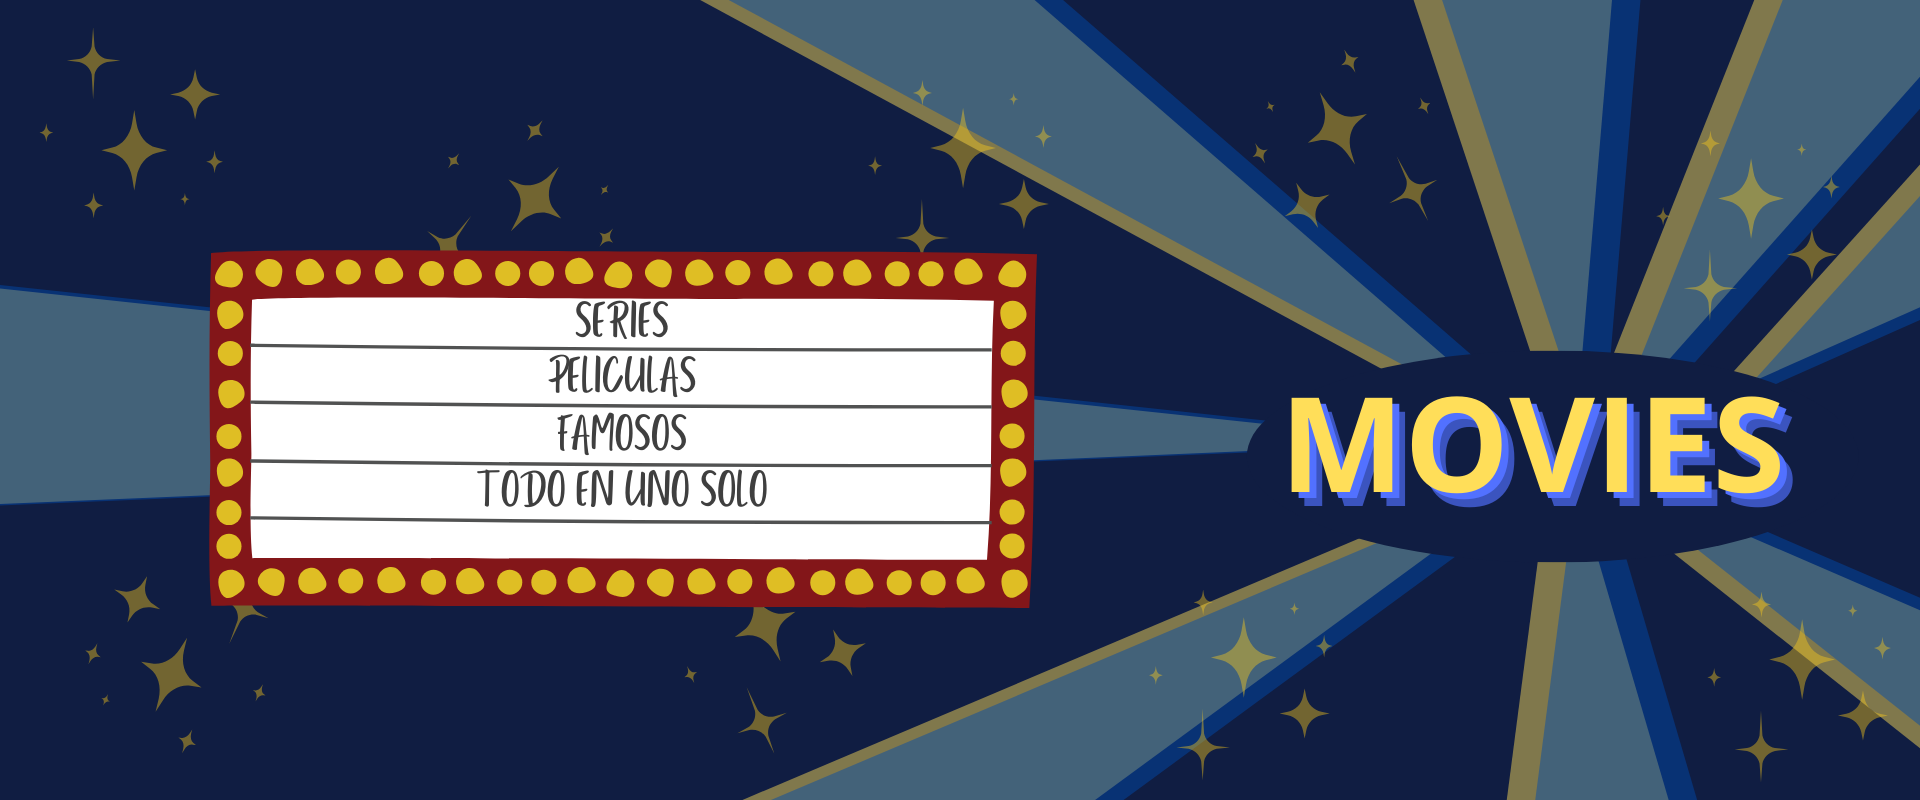 SERIES
PELICULAS
FAMOSOS
TODO EN UNO SOLO
MOVIES